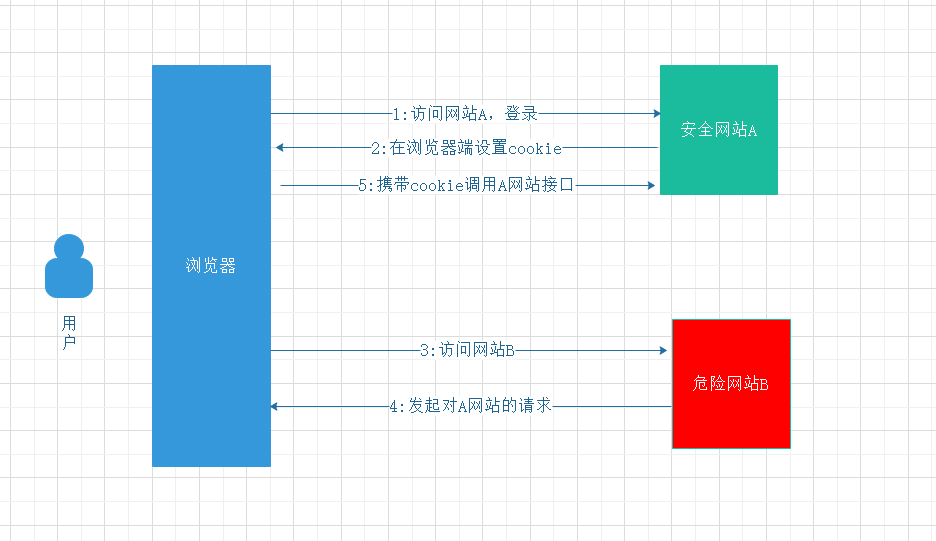 1:访问网站A，登录
安全网站A
2:在浏览器端设置cookie
5:携带cookie调用A网站接口
浏览器
用
户
3:访问网站B
危险网站B
4:发起对A网站的请求